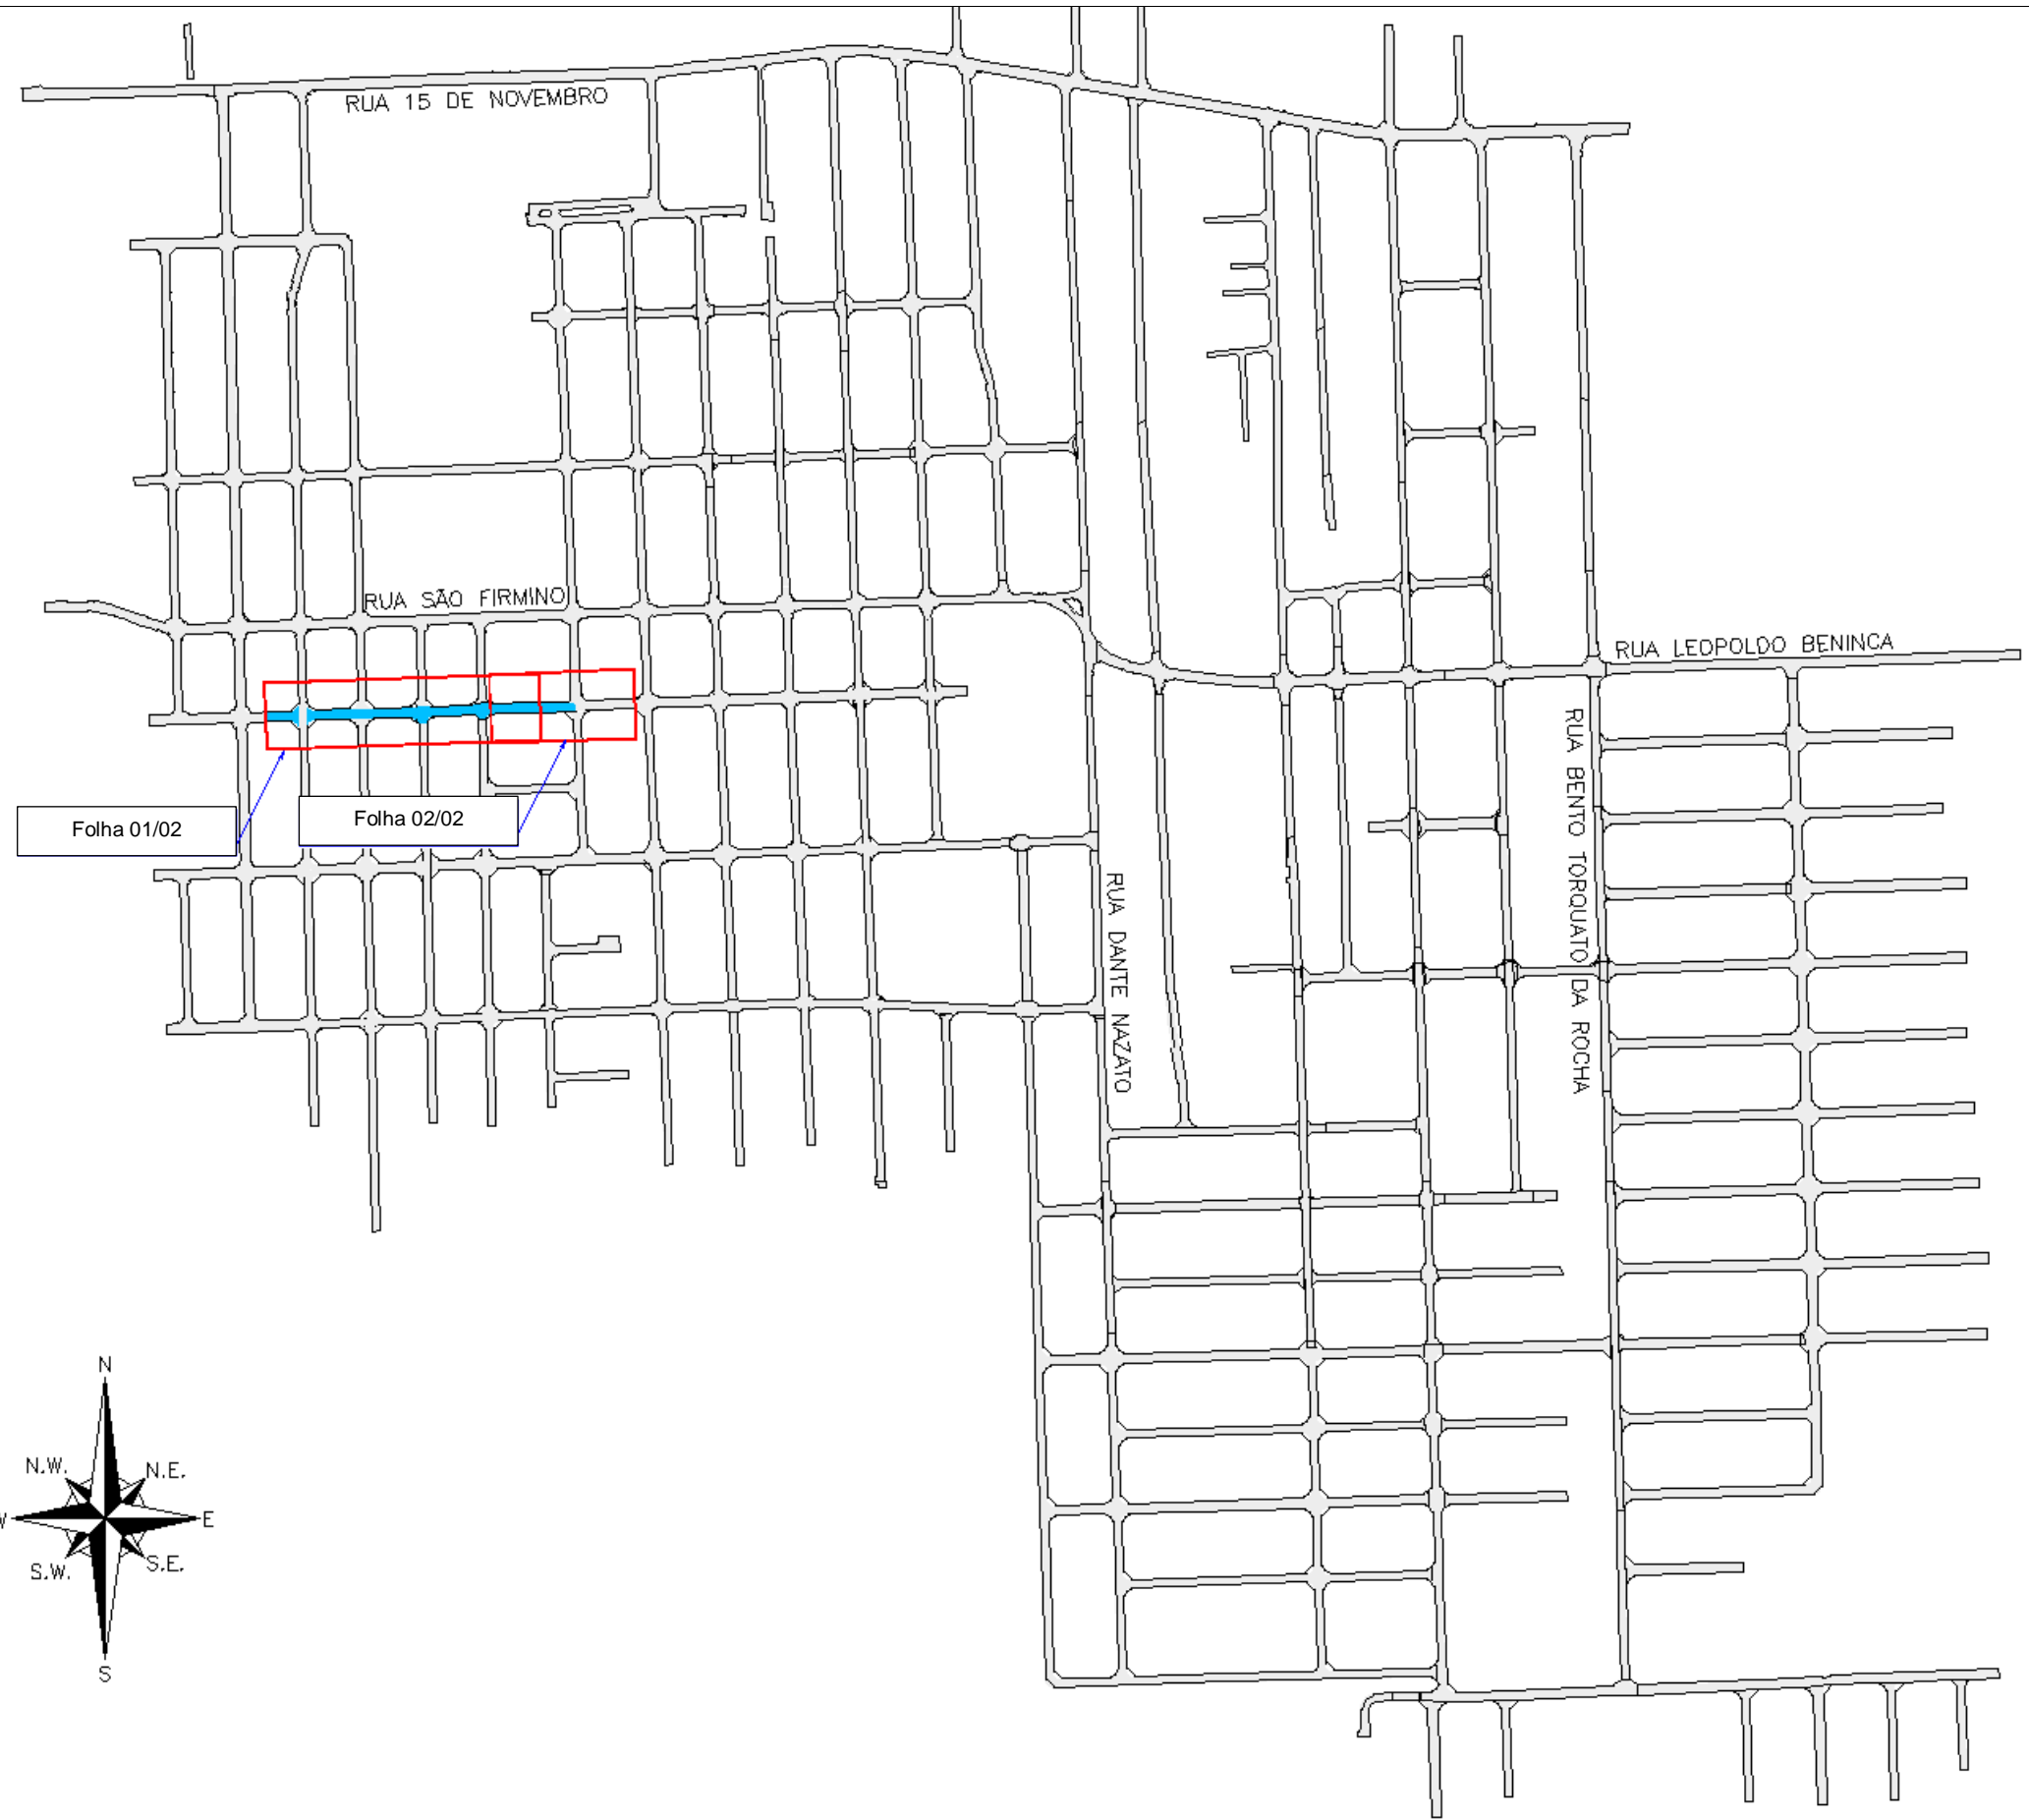 RUA 15 DE NOVEMBRO
RUA SÃO FIRMINO
RUA LEOPOLDO BENINCA
RUA BENTO TORQUATO DA ROCHA
Folha 01/02
Folha 02/02
RUA DANTE NAZATO
N
N.W.
N.E.
W
E
S.W.
S.E.
S